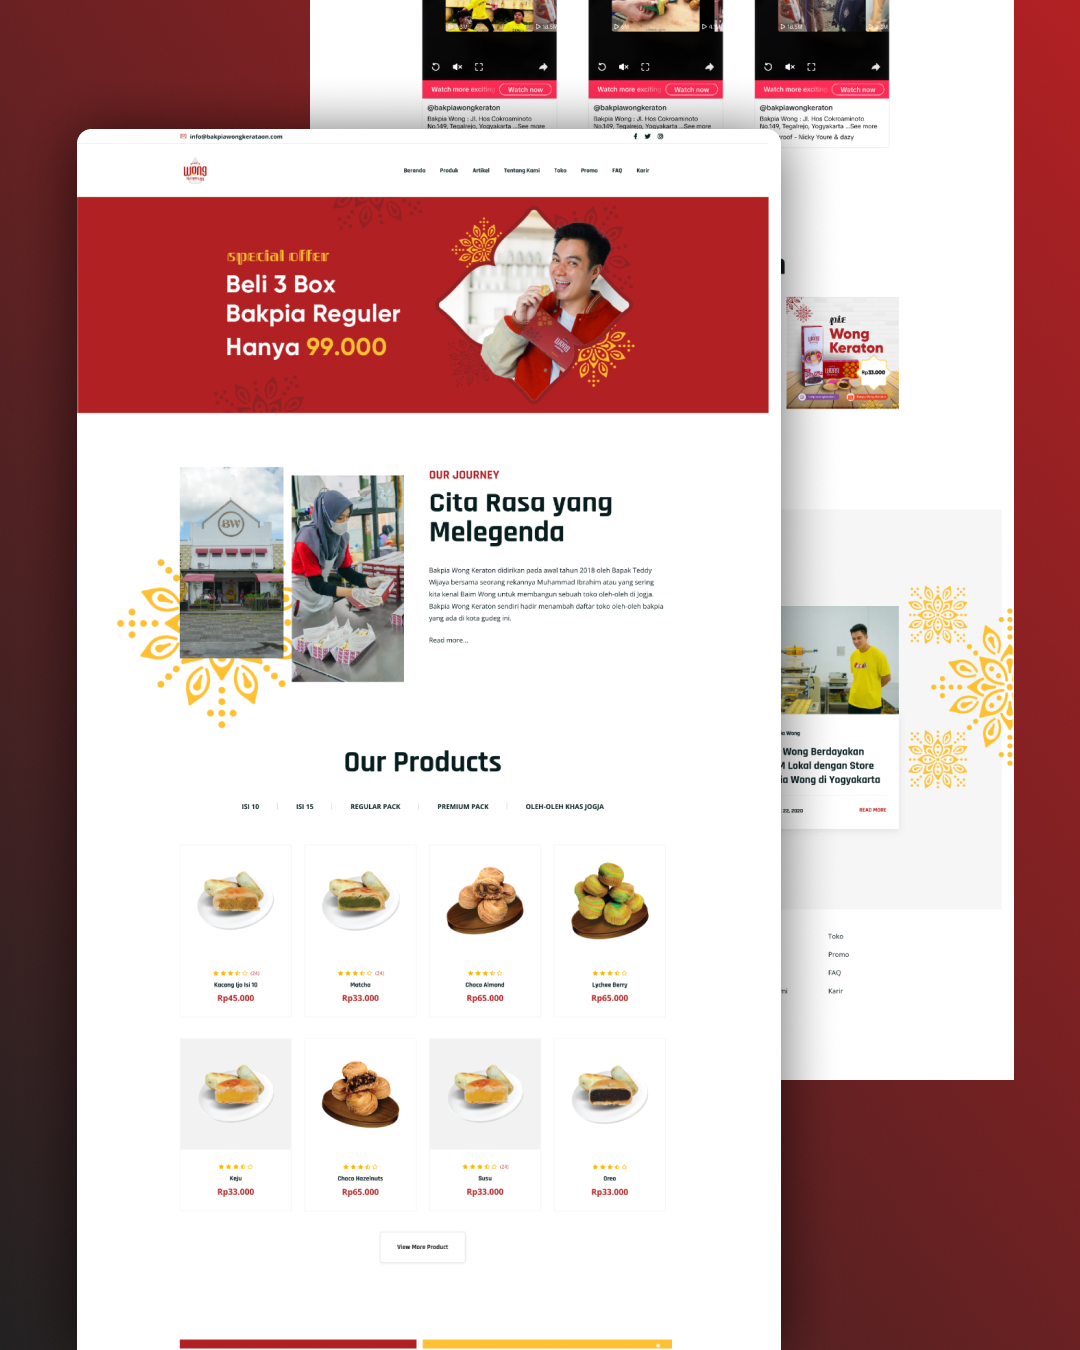 1.5M
Watch more exciting
Watch now
@bakpiawongkeraton
Bakpia Wong : Jl. Hos Cokroaminoto
No.149, Tegalrejo, Yogyakarta ...See more
Watch more exciting
Watch now
@bakpiawongkeraton
Bakpia Wong : Jl. Hos Cokroaminoto
No.149, Tegalrejo, Yogyakarta ...See more
Watch more exciting
Watch now
@bakpiawongkeraton
Bakpia Wong : Jl. Hos Cokroaminoto
No.149, Tegalrejo, Yogyakarta ...See more
roof - Nicky Youre & dazy
info@bakpiawongkerataon.com
Wong
Beranda Produk Artikel Tentang Kami Toko Promo FAQ Karir
special offer
Beli 3 Box
Bakpia Reguler
Hanya 99.000
Wong
Keraton
Rp33.000
BW
OUR JOURNEY
Cita Rasa yang
Melegenda
Bakpia Wong Keraton didirikan pada awal tahun 2018 oleh Bapak Teddy
Wijaya bersama seorang rekannya Muhammad Ibrahim atau yang sering
kita kenal Baim Wong untuk membangun sebuah toko oleh-oleh di Jogja.
Bakpia Wong Keraton sendiri hadir menambah daftar toko oleh-oleh bakpia
yang ada di kota gudeg ini.
Read more...
Wong
Wong Berdayakan
M Lokal dengan Store
ia Wong di Yogyakarta
22, 2020
READ MORE
Our Products
ISI 10 | ISI 15 | REGULAR PACK | PREMIUM PACK | OLEH-OLEH KHAS JOGJA
(24)
Kacang Ijo Isi 10
Rp45.000
(24)
Matcha
Rp33.000
Choco Almond
Rp65.000
Lychee Berry
Rp65.000
Keju
Rp33.000
Choco Hazelnuts
Rp65.000
(24)
Susu
Rp33.000
Oreo
Rp33.000
View More Product
Toko
Promo
FAQ
mi
Karir